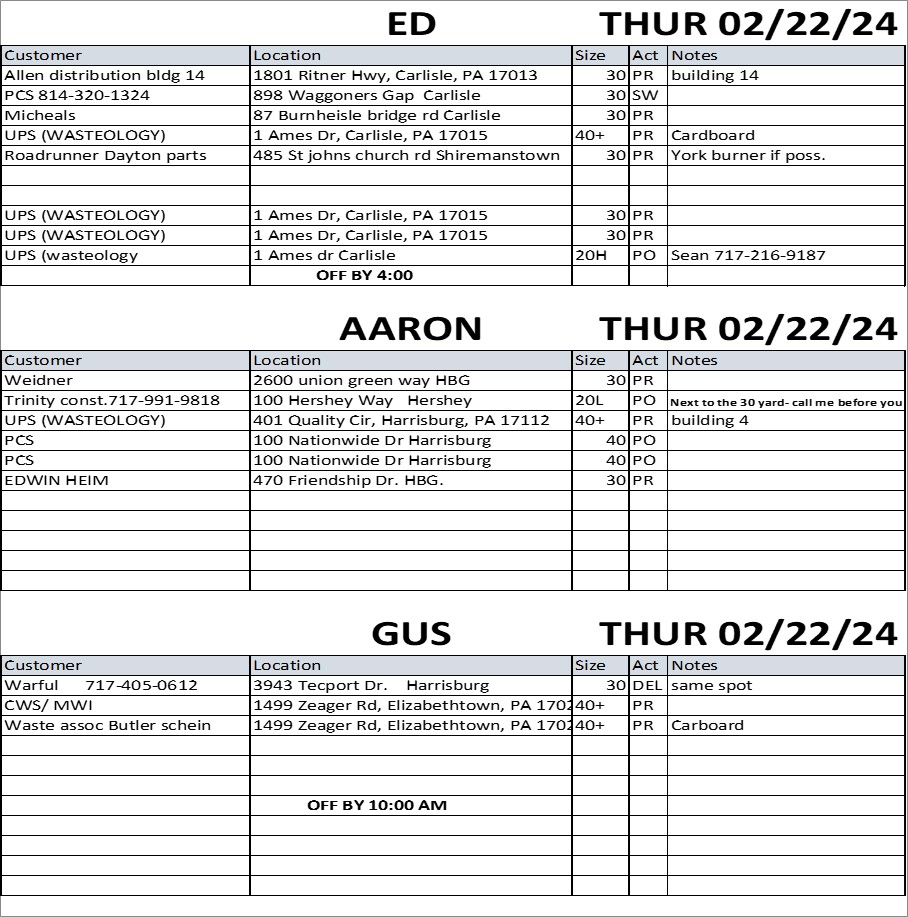 ED THUR 02/22/24
Customer Location Size Act Notes
Allen distribution bldg 14 1801 Ritner Hwy, Carlisle, PA 17013 30 PR building 14
PCS 814-320-1324 898 Waggoners Gap Carlisle 30 SW
Micheals 87 Burnheisle bridge rd Carlisle 30 PR
UPS (WASTEOLOGY) 1 Ames Dr, Carlisle, PA 17015 40+ PR Cardboard
Roadrunner Dayton parts 485 St johns church rd Shiremanstown 30 PR York burner if poss.
UPS (WASTEOLOGY) 1 Ames Dr, Carlisle, PA 17015 30 PR
UPS (WASTEOLOGY) 1 Ames Dr, Carlisle, PA 17015 30 PR
UPS (wasteology 1 Ames dr Carlisle 20H PO Sean 717-216-9187
OFF BY 4:00
AARON THUR 02/22/24
Customer Location Size Act Notes
Weidner 2600 union green way HBG 30 PR
Trinity const.717-991-9818 100 Hershey Way Hershey 20L PO Next to the 30 yard- call me before you
UPS (WASTEOLOGY) 401 Quality Cir, Harrisburg, PA 17112 40+ PR building 4
PCS 100 Nationwide Dr Harrisburg 40 PO
PCS 100 Nationwide Dr Harrisburg 40 PO
EDWIN HEIM 470 Friendship Dr. HBG. 30 PR
GUS THUR 02/22/24
Customer Location Size Act Notes
Warful 717-405-0612 3943 Tecport Dr. Harrisburg 30 DEL same spot
CWS/ MWI 1499 Zeager Rd, Elizabethtown, PA 1702 40+ PR
Waste assoc Butler schein 1499 Zeager Rd, Elizabethtown, PA 1702 40+ PR Carboard
OFF BY 10:00 AM